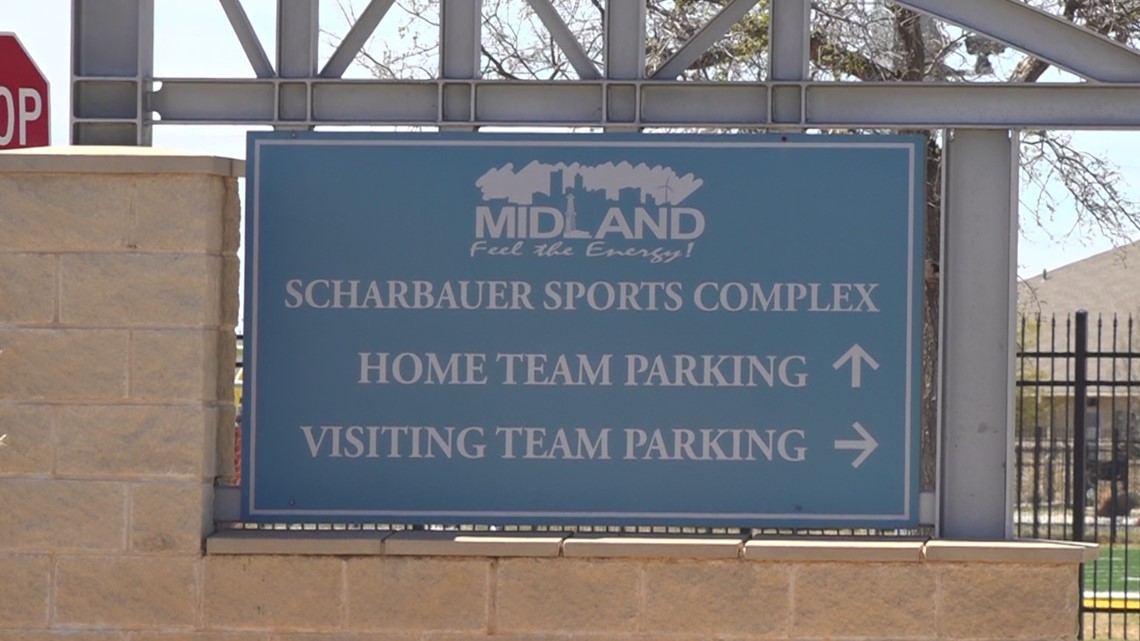 OP
MIDLAND
Feel the Energy!
SCHARBAUER SPORTS COMPLEX
HOME TEAM PARKING ↑
VISITING TEAM PARKING →